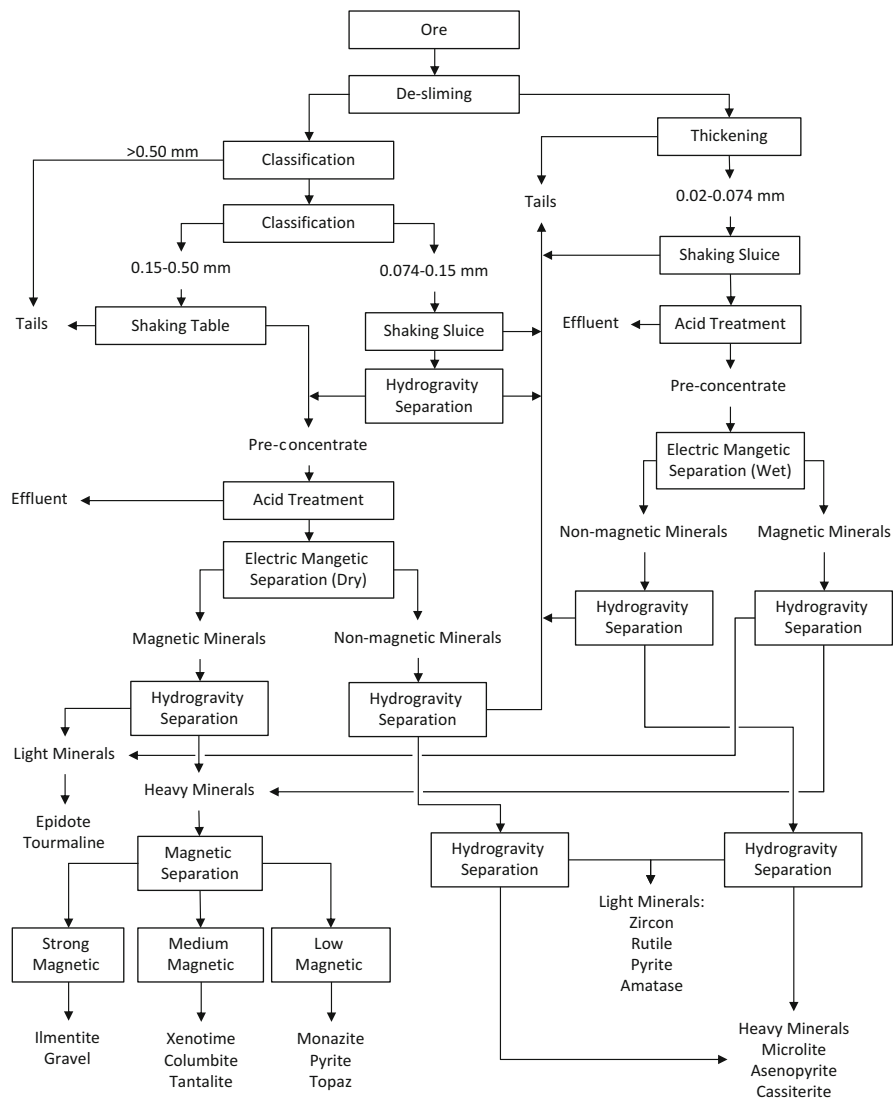 Ore
De-sliming
Thickening
>0.50 mm
Classification
Tails
0.02-0.074 mm
Classification
0.15-0.50 mm
0.074-0.15 mm
Shaking Sluice
Tails
Shaking Table
Shaking Sluice
Effluent
Acid Treatment
Hydrogravity
Separation
Pre-concentrate
Pre-concentrate
Electric Mangetic
Separation (Wet)
Effluent
Acid Treatment
Non-magnetic Minerals
Magnetic Minerals
Electric Mangetic
Separation (Dry)
Hydrogravity
Separation
Hydrogravity
Separation
Magnetic Minerals
Non-magnetic Minerals
Hydrogravity
Separation
Hydrogravity
Separation
Light Minerals
Heavy Minerals
Epidote
Tourmaline
Magnetic
Separation
Hydrogravity
Separation
Hydrogravity
Separation
Light Minerals:
Zircon
Rutile
Pyrite
Amatase
Strong
Magnetic
Medium
Magnetic
Low
Magnetic
Ilmentite
Gravel
Xenotime
Columbite
Tantalite
Monazite
Pyrite
Topaz
Heavy Minerals
Microlite
Asenopyrite
Cassiterite